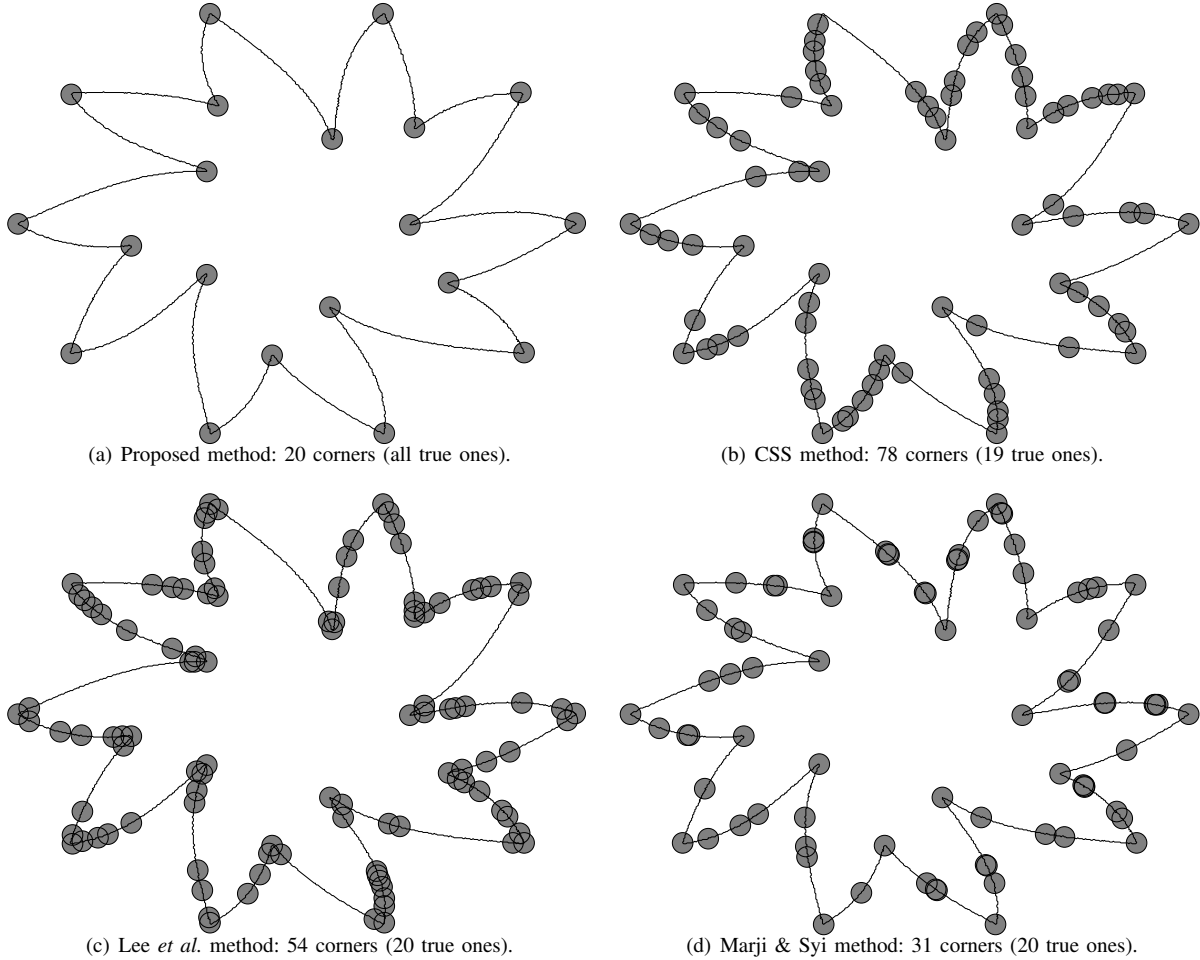 (a) Proposed method: 20 corners (all true ones).
(b) CSS method: 78 corners (19 true ones).
(c) Lee et al. method: 54 corners (20 true ones).
(d) Marji & Syi method: 31 corners (20 true ones).